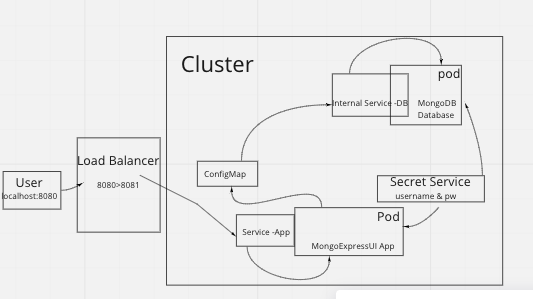 Cluster
pod
Internal Service -DB
MongoDB
Database
Load Balancer
8080>8081
User
localhost:8080
ConfigMap
Secret Service
username & pw
Pod
Service -App
MongoExpressUI App